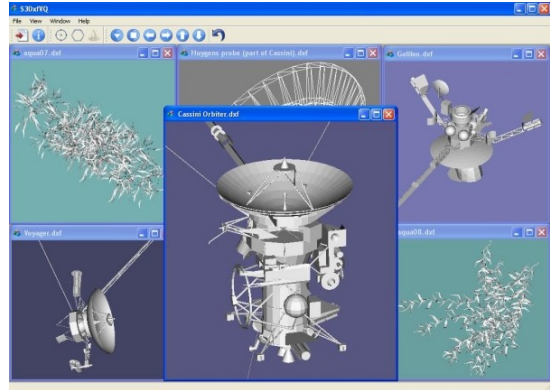 S3DxfVQ
File View Window Help
aqua07.dxf
Huygens probe (part of Cassini).dxf
Galileo.dxf
Cassini Orbiter.dxf
Voyager.dxf
aqua08.dxf